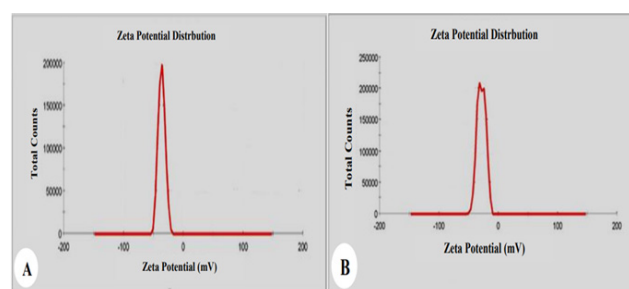 Zeta Potential Distrbution
Total Counts
200000
150000
100000
50000
0
-200
-100
0
100
200
Zeta Potential (mV)
A
Zeta Potential Distrbution
Total Counts
250000
200000
150000
100000
50000
0
-200
-100
0
100
200
Zeta Potential (mV)
B